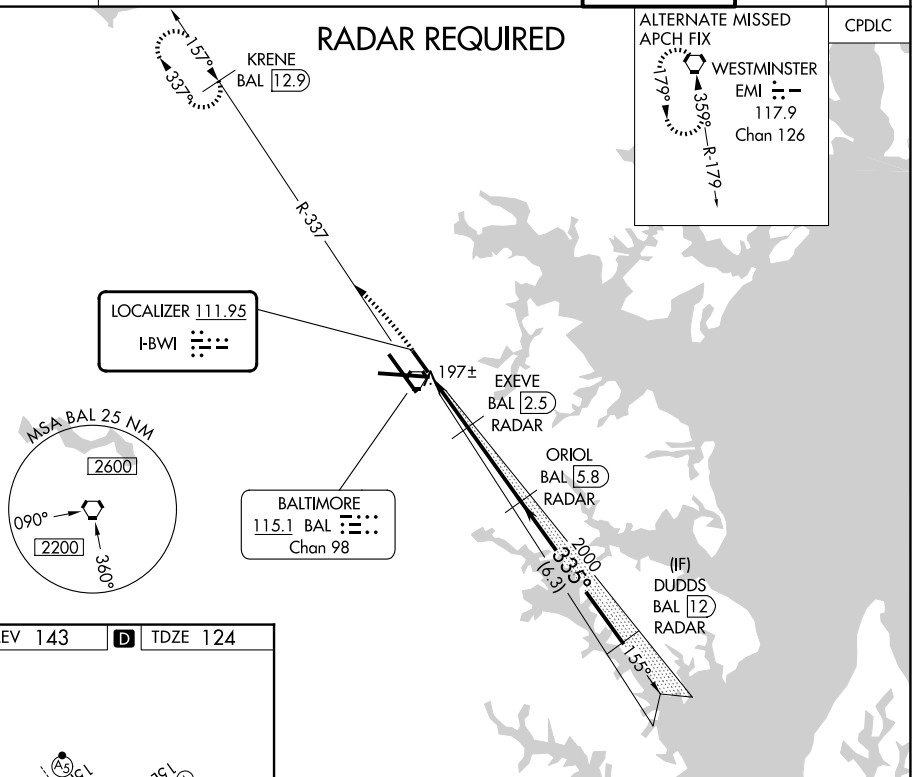 RADAR REQUIRED
ALTERNATE MISSED
APCH FIX
CPDLC
WESTMINSTER
EMI
117.9
Chan 126
179°
359°
R-179
157°
337°
KRENE
BAL 12.9
R-337
LOCALIZER 111.95
I-BWI
197±
EXEVE
BAL 2.5
RADAR
ORIOL
BAL 5.8
RADAR
MSA BAL 25 NM
2600
090°
2200
360°
BALTIMORE
115.1 BAL
Chan 98
2000
335°
(6.3)
(IF)
DUDDS
BAL 12
RADAR
155°
EV 143
D
TDZE 124
A5
15L